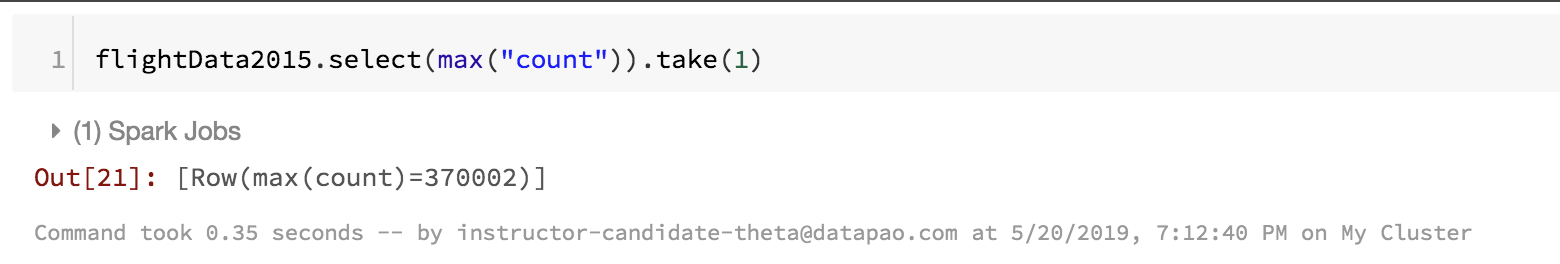 1 flightData2015.select(max("count")).take(1)
(1) Spark Jobs
Out[21]: [Row(max(count)=370002)]
Command took 0.35 seconds -- by instructor-candidate-theta@datapao.com at 5/20/2019, 7:12:40 PM on My Cluster